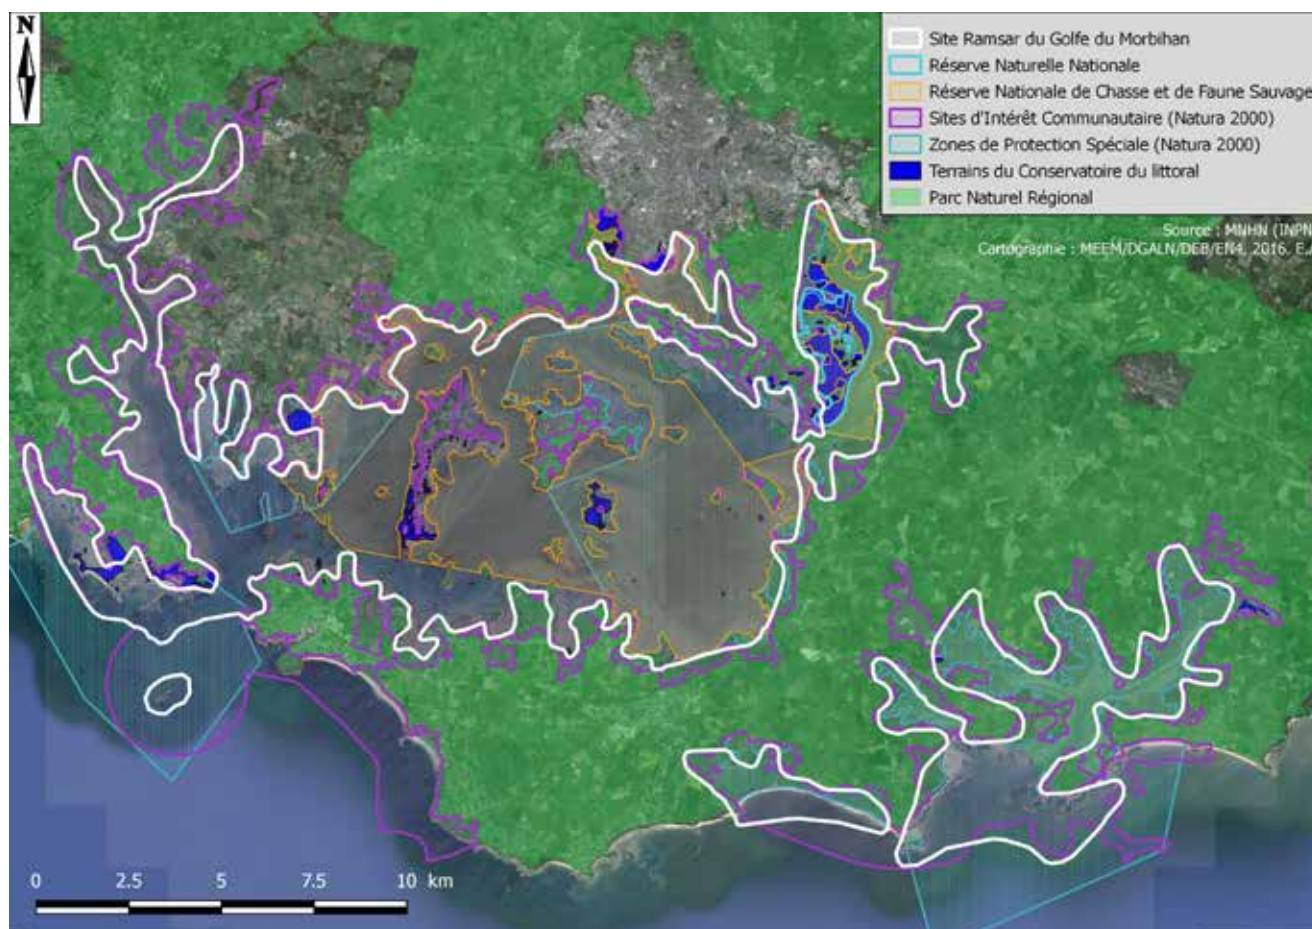 N
Site Ramsar du Golfe du Morbihan
Réserve Naturelle Nationale
Réserve Nationale de Chasse et de Faune Sauvage
Sites d'Intérêt Communautaire (Natura 2000)
Zones de Protection Spéciale (Natura 2000)
Terrains du Conservatoire du littoral
Parc Naturel Régional
Source : MNHN (INPN
Cartographie : MEEM/DGALN/DEB/EN4, 2016, E.
0 2.5 5 7.5 10 km